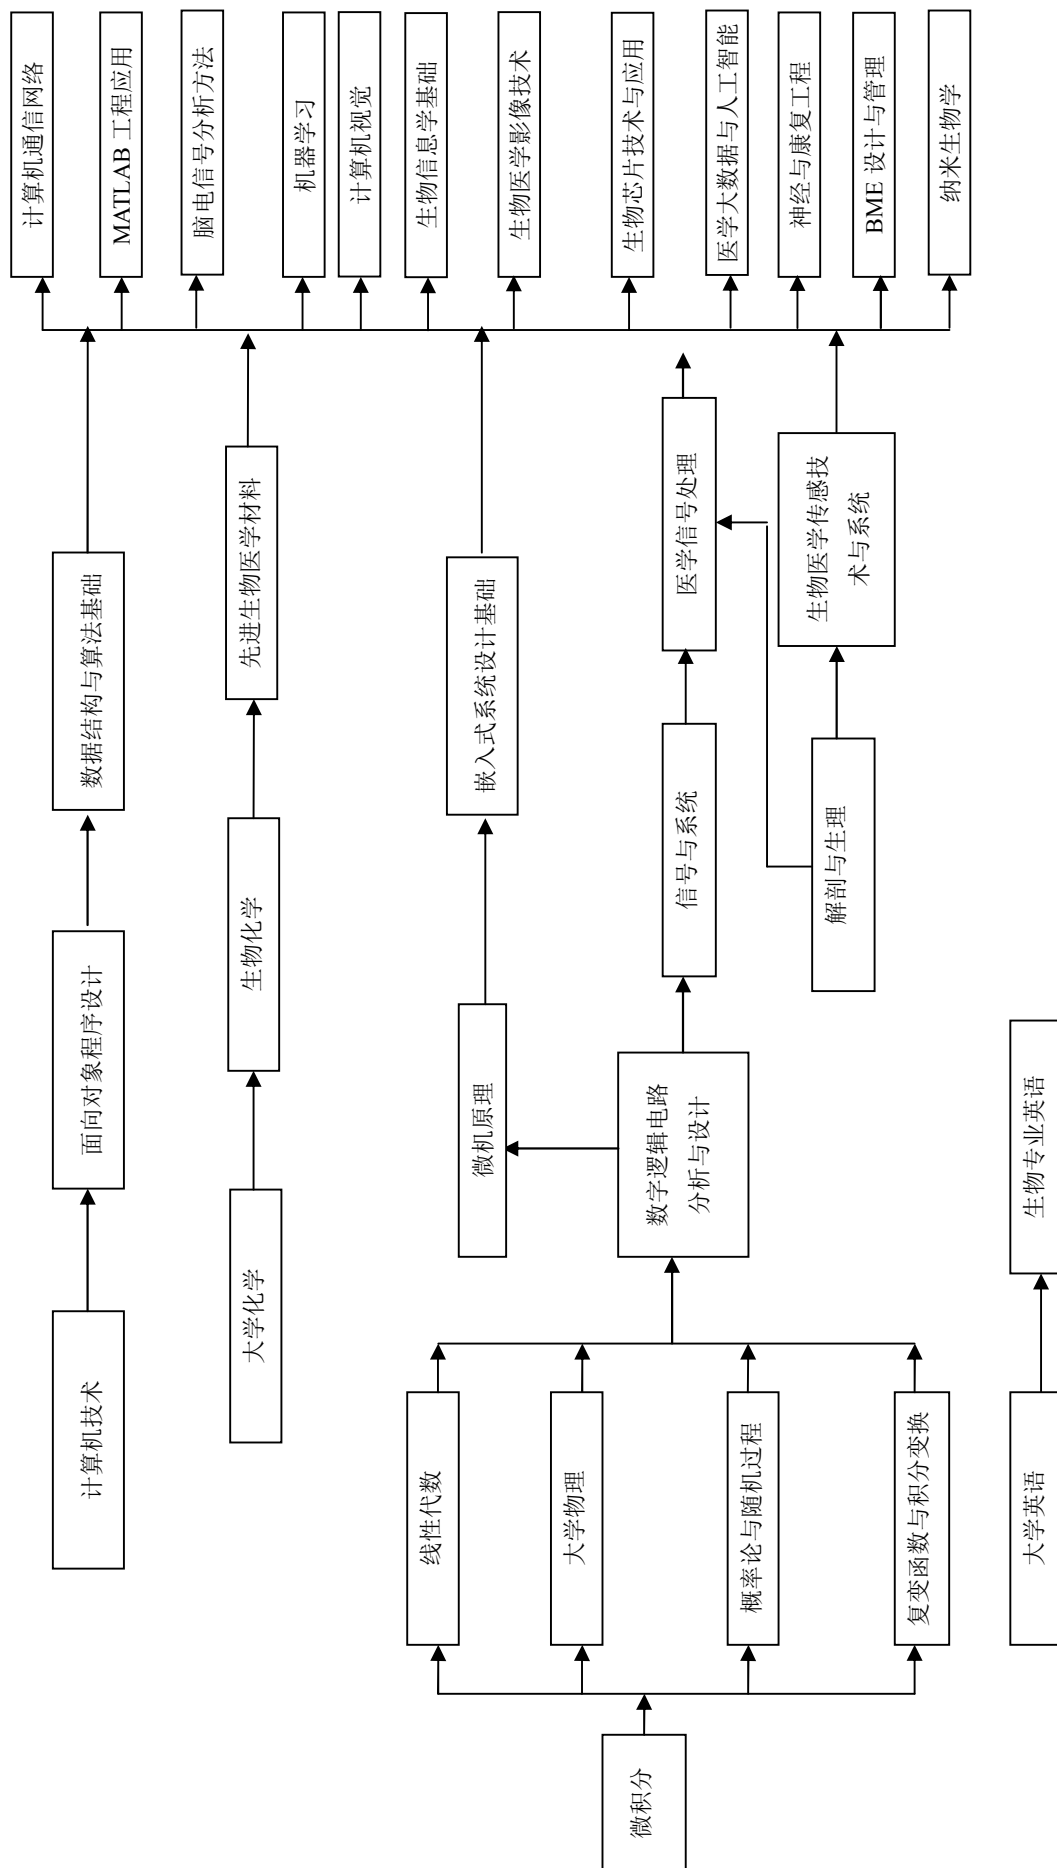 计算机通信网络
MATLAB 工程应用
脑电信号分析方法
机器学习
计算机视觉
生物信息学基础
生物医学影像技术
生物芯片技术与应用
医学大数据与人工智能
神经与康复工程
BME 设计与管理
纳米生物学
数据结构与算法基础
先进生物医学材料
嵌入式系统设计基础
医学信号处理
生物医学传感技
术与系统
面向对象程序设计
生物化学
微机原理
信号与系统
解剖与生理
数字逻辑电路
分析与设计
生物专业英语
计算机技术
大学化学
线性代数
大学物理
概率论与随机过程
复变函数与积分变换
大学英语
微积分